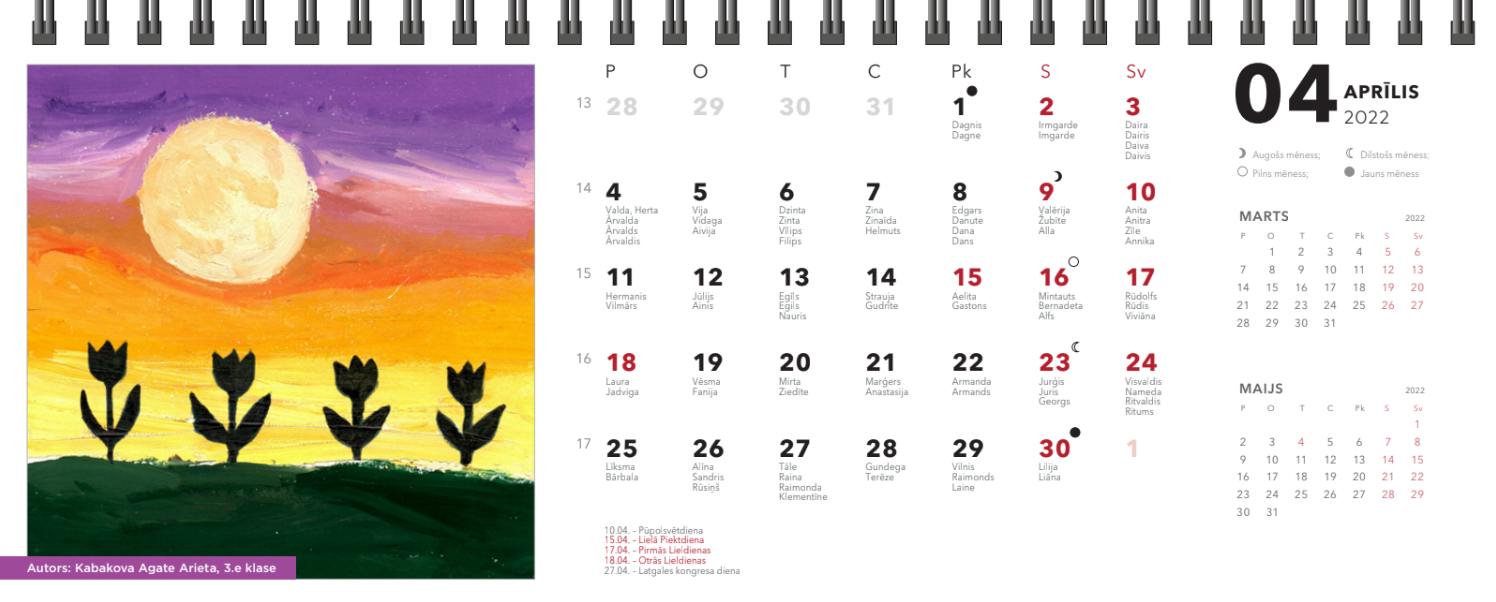 P O T C Pk S Sv
13 28 29 30 31 1 2 3
Dagnis Irmgarde Daira
Dagne Imgarde Dairis
Daiva
Daivis
14 4 5 6 7 8 9 10
Valda, Herta Vija Dzinta Zina Edgars Valērija Anita
Ārvalda Vidaga Zinta Zinaīda Danute Žubīte Anitra
Ārvalds Aivija Vīlips Helmuts Dana Alla Zīle
Ārvaldis Filips Dans Annika
15 11 12 13 14 15 16 17
Hermanis Jūlijs Egīls Strauja Aelita Mintauts Rūdolfs
Vilmārs Ainis Egils Gudrīte Gastons Bernadeta Rūdis
Nauris Alfs Viviāna
16 18 19 20 21 22 23 24
Laura Vēsma Mirta Marģers Armanda Jurģis Visvaldis
Jadviga Fanija Ziedīte Anastasija Armands Juris Nameda
Georgs Ritvaldis
Ritums
17 25 26 27 28 29 30 1
Līksma Alīna Tāle Gundega Vilnis Lilija
Bārbala Sandris Raina Terēze Raimonds Liāna
Rūsiņš Raimonda Laine
Klementīne
10.04. - Pūpolsvētdiena
15.04. - Lielā Piektdiena
17.04. - Pirmās Lieldienas
18.04. - Otrās Lieldienas
27.04. - Latgales kongresa diena
Autors: Kabakova Agate Arieta, 3.e klase
04 APRĪLIS
2022
Augošs mēness; Dilstošs mēness;
Pilns mēness; Jauns mēness
MARTS 2022
P O T C Pk S Sv
1 2 3 4 5 6
7 8 9 10 11 12 13
14 15 16 17 18 19 20
21 22 23 24 25 26 27
28 29 30 31
MAIJS 2022
P O T C Pk S Sv
1
2 3 4 5 6 7 8
9 10 11 12 13 14 15
16 17 18 19 20 21 22
23 24 25 26 27 28 29
30 31